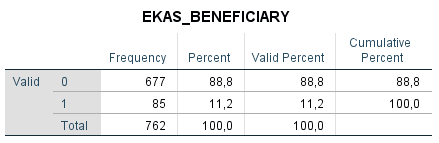 EKAS_BENEFICIARY
Frequency Percent Valid Percent Cumulative Percent
Valid 0 677 88,8 88,8 88,8
1 85 11,2 11,2 100,0
Total 762 100,0 100,0